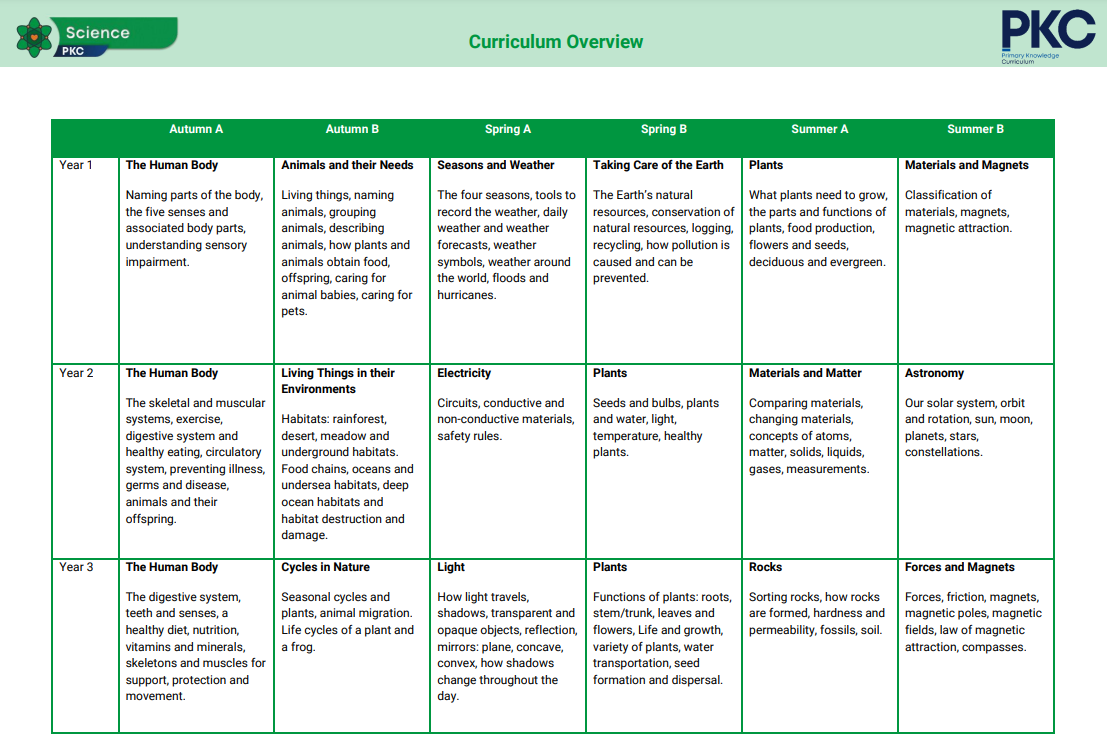 Science
PKC
Curriculum Overview
PKC
Primary Knowledge
Curriculum
Autumn A
Autumn B
Spring A
Spring B
Summer A
Summer B
Year 1
The Human Body
Naming parts of the body,
the five senses and
associated body parts,
understanding sensory
impairment.
Animals and their Needs
Living things, naming
animals, grouping
animals, describing
animals, how plants and
animals obtain food,
offspring, caring for
animal babies, caring for
pets.
Seasons and Weather
The four seasons, tools to
record the weather, daily
weather and weather
forecasts, weather
symbols, weather around
the world, floods and
hurricanes.
Taking Care of the Earth
The Earth's natural
resources, conservation of
natural resources, logging,
recycling, how pollution is
caused and can be
prevented.
Plants
What plants need to grow,
the parts and functions of
plants, food production,
flowers and seeds,
deciduous and evergreen.
Materials and Magnets
Classification of
materials, magnets,
magnetic attraction.
Year 2
The Human Body
The skeletal and muscular
systems, exercise,
digestive system and
healthy eating, circulatory
system, preventing illness,
germs and disease,
animals and their
offspring.
Living Things in their
Environments
Habitats: rainforest,
desert, meadow and
underground habitats.
Food chains, oceans and
undersea habitats, deep
ocean habitats and
habitat destruction and
damage.
Electricity
Circuits, conductive and
non-conductive materials,
safety rules.
Plants
Seeds and bulbs, plants
and water, light,
temperature, healthy
plants.
Materials and Matter
Comparing materials,
changing materials,
concepts of atoms,
matter, solids, liquids,
gases, measurements.
Astronomy
Our solar system, orbit
and rotation, sun, moon,
planets, stars,
constellations.
Year 3
The Human Body
The digestive system,
teeth and senses, a
healthy diet, nutrition,
vitamins and minerals,
skeletons and muscles for
support, protection and
movement.
Cycles in Nature
Seasonal cycles and
plants, animal migration.
Life cycles of a plant and
a frog.
Light
How light travels,
shadows, transparent and
opaque objects, reflection,
mirrors: plane, concave,
convex, how shadows
change throughout the
day.
Plants
Functions of plants: roots,
stem/trunk, leaves and
flowers, Life and growth,
variety of plants, water
transportation, seed
formation and dispersal.
Rocks
Sorting rocks, how rocks
are formed, hardness and
permeability, fossils, soil.
Forces and Magnets
Forces, friction, magnets,
magnetic poles, magnetic
fields, law of magnetic
attraction, compasses.